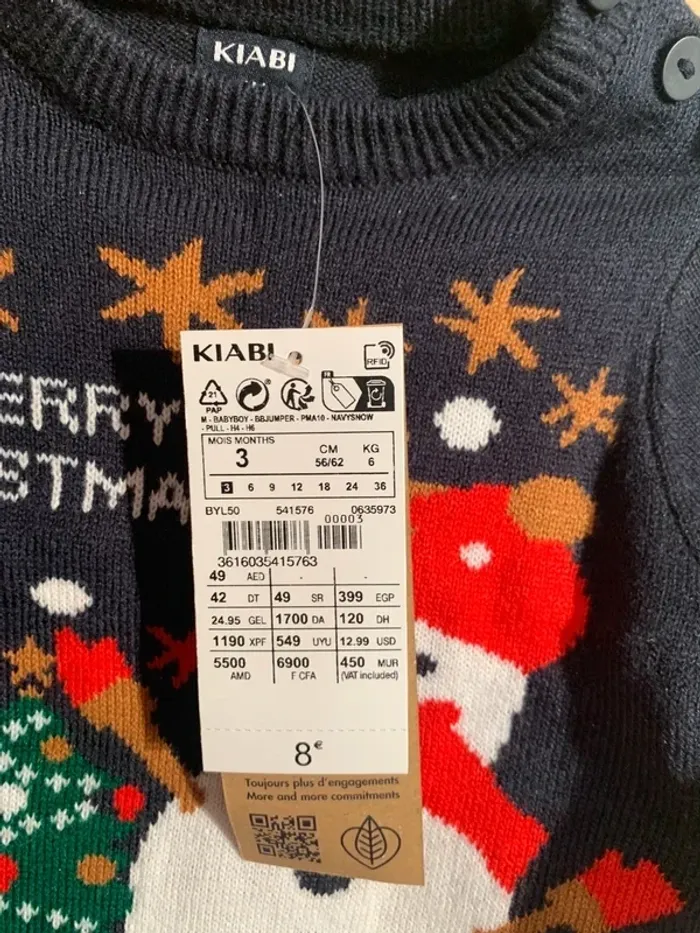 KIABI
ERRY
STMA
KIABI
RFID
21
PAP
FR
M - BABYBOY - BBJUMPER - PMA10 - NAVYSNOW
- PULL - H4 - H6
MOIS MONTHS
3
CM
56/62
KG
6
3 6 9 12 18 24 36
BYL50 541576 0635973
00003
3616035415763
49 AED - -
42 DT 49 SR 399 EGP
24.95 GEL 1700 DA 120 DH
1190 XPF 549 UYU 12.99 USD
5500 AMD 6900 F CFA 450 MUR
(VAT included)
8€
Toujours plus d'engagements
More and more commitments